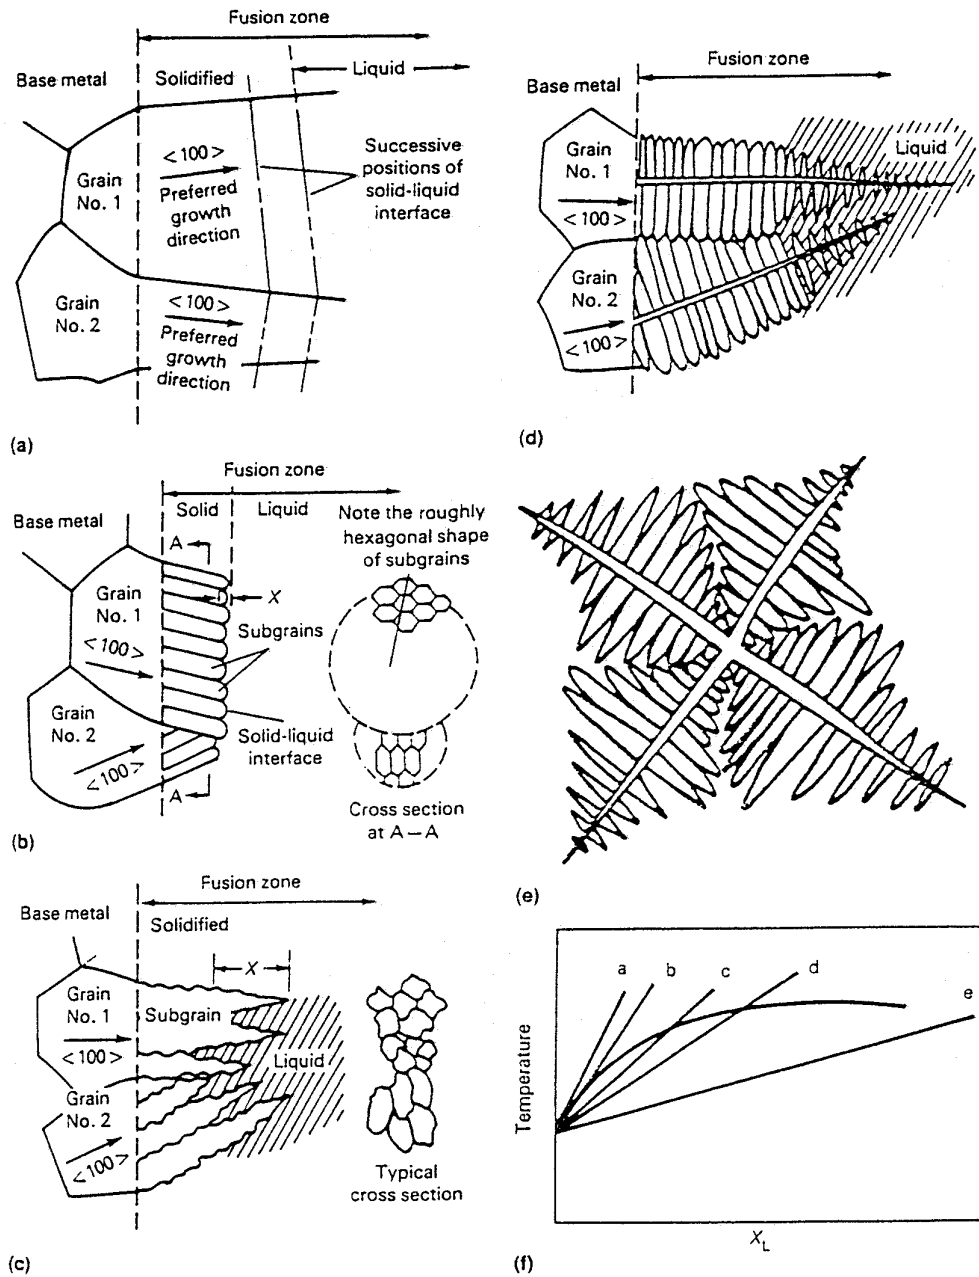 Fusion zone
Base metal
Solidified
Liquid
<100>
Preferred
growth
direction
Successive
positions of
solid-liquid
interface
Grain
No. 1
Grain
No. 2
<100>
Preferred
growth
direction
(a)
Fusion zone
Base metal
Solid
Liquid
A
X
Note the roughly
hexagonal shape
of subgrains
Grain
No. 1
<100>
Subgrains
Grain
No. 2
<100>
Solid-liquid
interface
A
Cross section
at A – A
(b)
Fusion zone
Base metal
Solidified
X
Grain
No. 1
<100>
Subgrain
Liquid
Grain
No. 2
<100>
Typical
cross section
(c)
Fusion zone
Base metal
Grain
No. 1
<100>
Liquid
Grain
No. 2
<100>
(d)
(e)
a
b
c
d
e
Temperature
XL
(f)